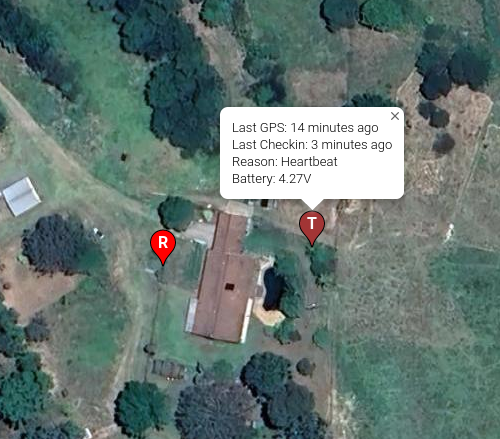 Last GPS: 14 minutes ago
Last Checkin: 3 minutes ago
Reason: Heartbeat
Battery: 4.27V
T
R